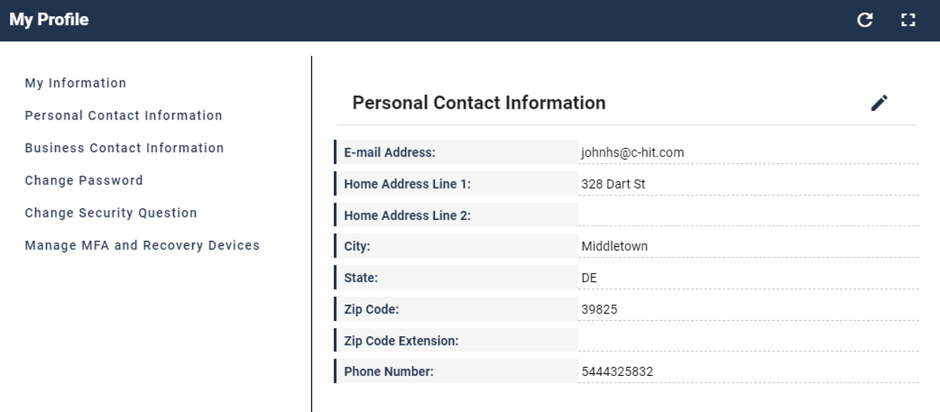 My Profile
My Information
Personal Contact Information
Business Contact Information
Change Password
Change Security Question
Manage MFA and Recovery Devices
Personal Contact Information
E-mail Address: johnhs@c-hit.com
Home Address Line 1: 328 Dart St
Home Address Line 2:
City: Middletown
State: DE
Zip Code: 39825
Zip Code Extension:
Phone Number: 5444325832